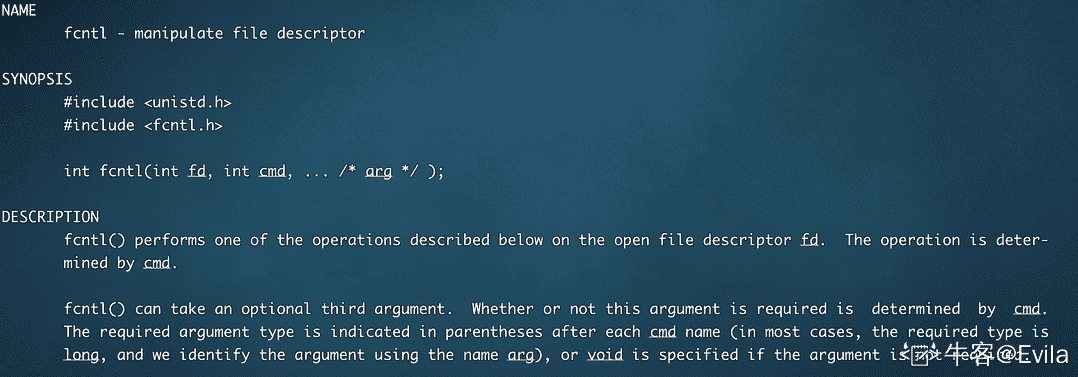 NAME
fcntl - manipulate file descriptor
SYNOPSIS
#include <unistd.h>
#include <fcntl.h>
int fcntl(int fd, int cmd, ... /* arg */ );
DESCRIPTION
fcntl() performs one of the operations described below on the open file descriptor fd.  The operation is deter-
mined by cmd.
fcntl() can take an optional third argument.  Whether or not this argument is required is  determined  by  cmd.
The required argument type is indicated in parentheses after each cmd name (in most cases, the required type is
long, and we identify the argument using the name arg), or void is specified if the argument is
牛客@Evila